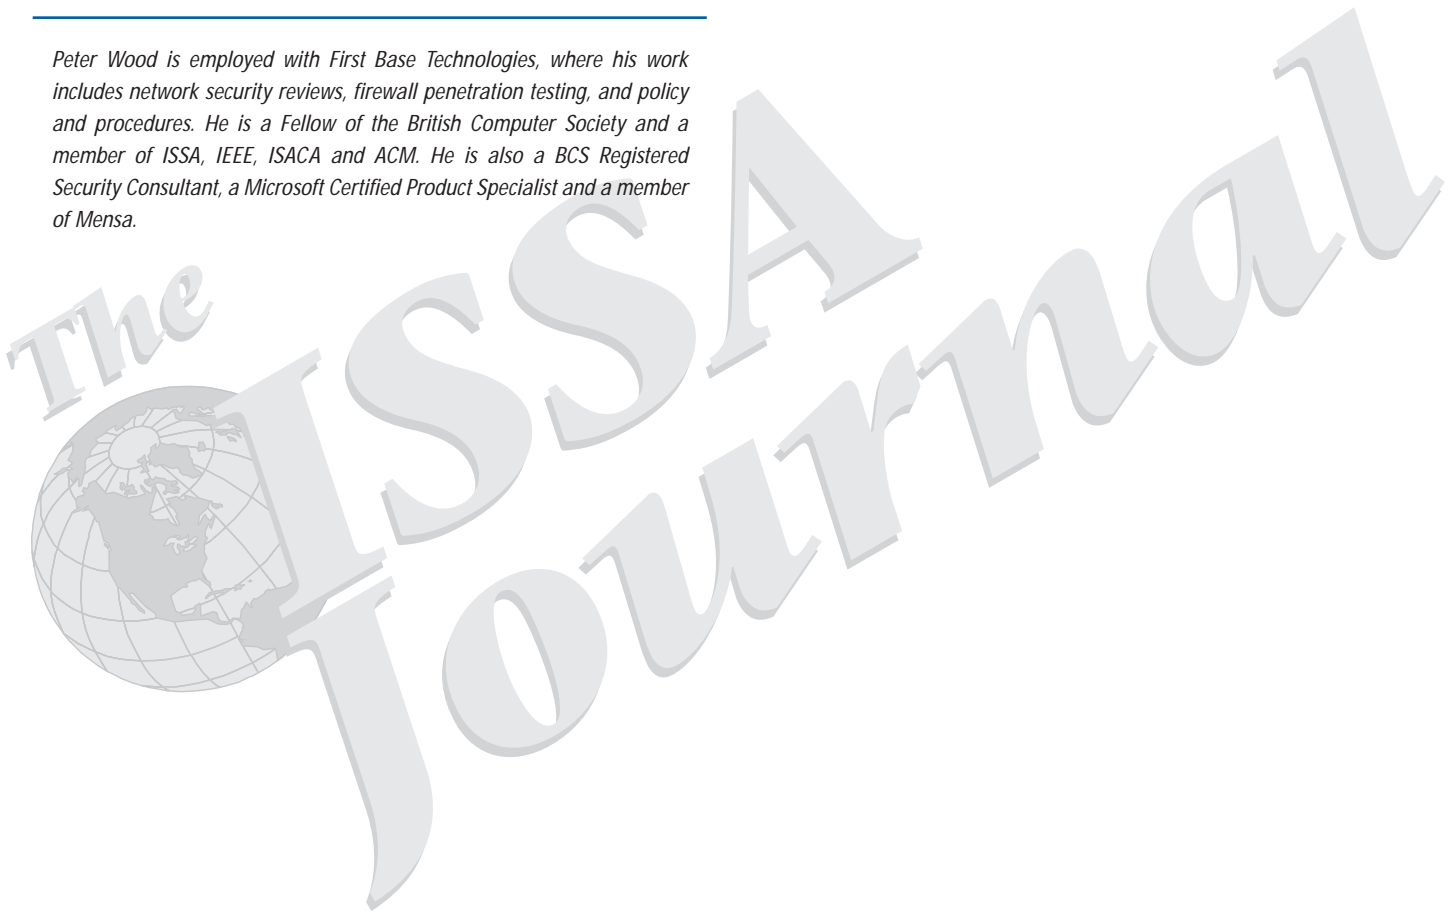 Peter Wood is employed with First Base Technologies, where his work
includes network security reviews, firewall penetration testing, and policy
and procedures. He is a Fellow of the British Computer Society and a
member of ISSA, IEEE, ISACA and ACM. He is also a BCS Registered
Security Consultant, a Microsoft Certified Product Specialist and a member
of Mensa.
The
ISSA
Journal